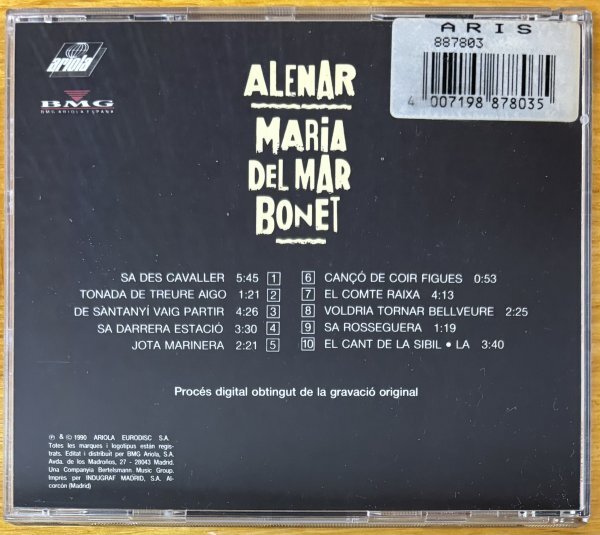 ariola
BMG
BMG ARIOLA ESPAÑA
ALENAR
MARIA
DEL MAR
BONET
ARIS
887803
4 007198 878035
SA DES CAVALLER 5:45 1
TONADA DE TREURE AIGO 1:21 2
DE SANTANYÍ VAIG PARTIR 4:26 3
SA DARRERA ESTACIÓ 3:30 4
JOTA MARINERA 2:21 5
6 CANÇÓ DE COIR FIGUES 0:53
7 EL COMTE RAIXA 4:13
8 VOLDRIA TORNAR BELLVEURE 2:25
9 SA ROSSEGUERA 1:19
10 EL CANT DE LA SIBIL • LA 3:40
Procés digital obtingut de la gravació original
℗ & © 1990 ARIOLA EURODISC S.A.
Totes les marques i logotipus están regis-
trats. Editat i distribuït per BMG Ariola, S.A.
Avda. de los Madroños, 27 - 28043 Madrid.
Una Companyia Bertelsmann Music Group.
Impres per INDUGRAF MADRID, S.A. Al-
corcón (Madrid)